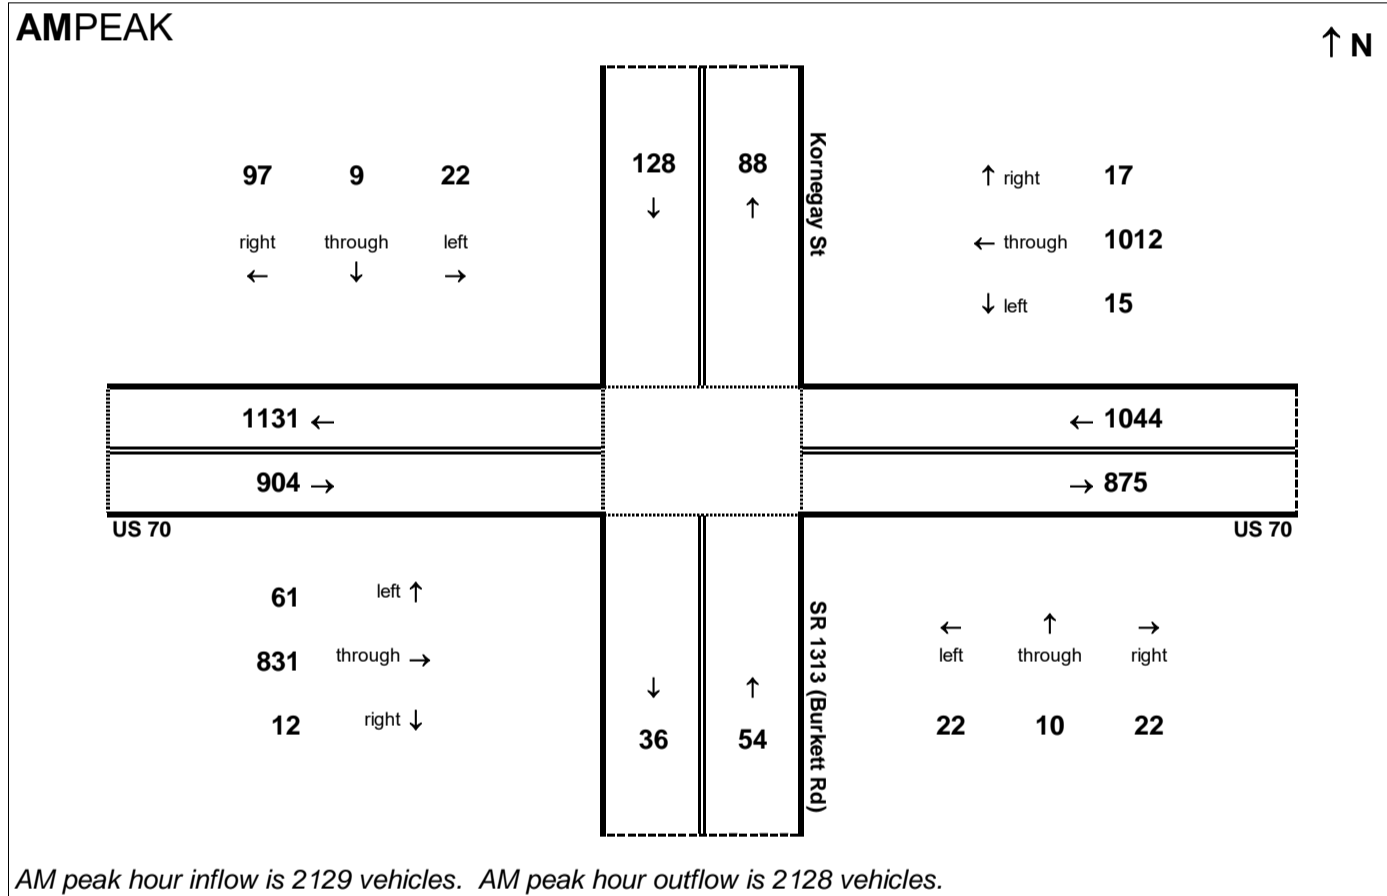 AMPEAK
↑ N
97 9 22
right through left
← ↓ →
128 88
↓ ↑
Kornegay St
↑ right 17
← through 1012
↓ left 15
1131 ←
← 1044
904 →
→ 875
US 70
US 70
61 left ↑
831 through →
12 right ↓
↓ ↑
36 54
SR 1313 (Burkett Rd)
← ↑ →
left through right
22 10 22
AM peak hour inflow is 2129 vehicles. AM peak hour outflow is 2128 vehicles.